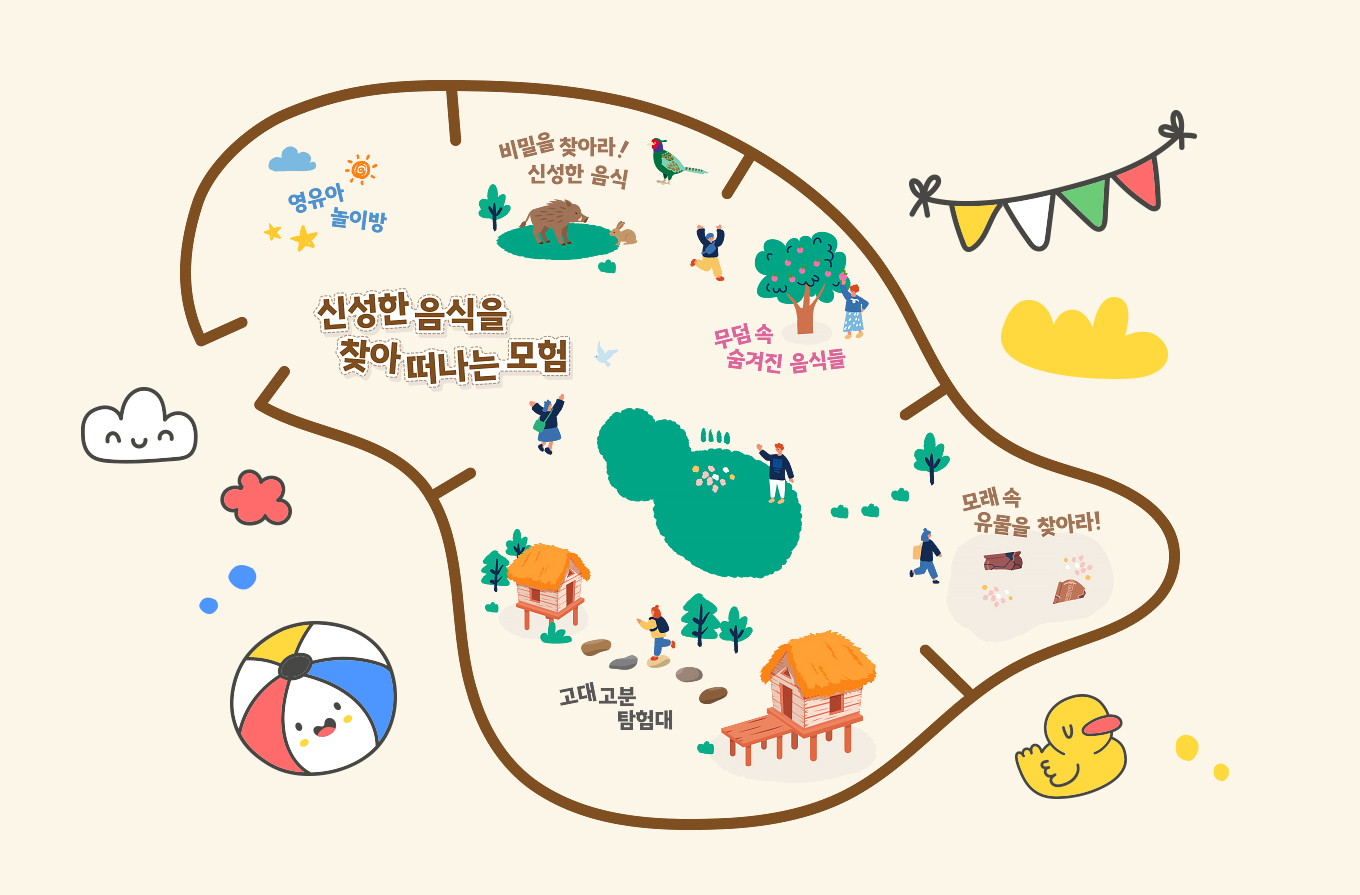 영유아
놀이방
비밀을 찾아라!
신성한 음식
신성한 음식을
찾아 떠나는 모험
무덤 속
숨겨진 음식들
모래 속
유물을 찾아라!
고대 고분
탐험대